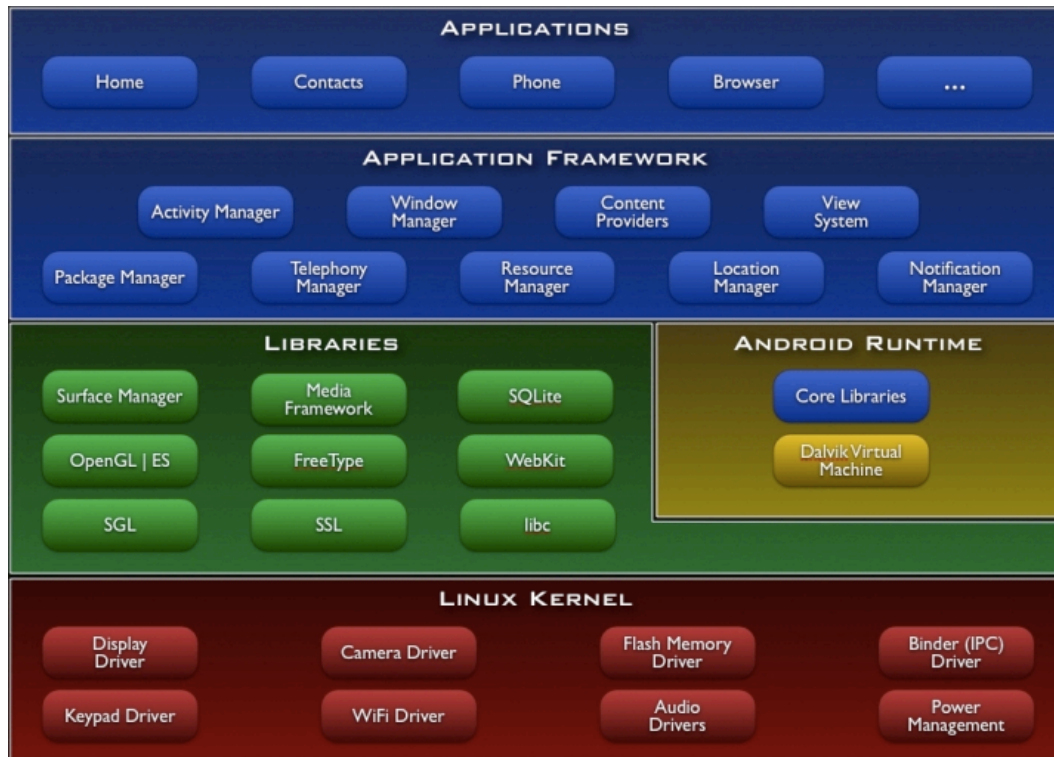 APPLICATIONS
Home
Contacts
Phone
Browser
...
APPLICATION FRAMEWORK
Activity Manager
Window
Manager
Content
Providers
View
System
Package Manager
Telephony
Manager
Resource
Manager
Location
Manager
Notification
Manager
LIBRARIES
Surface Manager
Media
Framework
SQLite
OpenGL | ES
FreeType
WebKit
SGL
SSL
libc
ANDROID RUNTIME
Core Libraries
Dalvik Virtual
Machine
LINUX KERNEL
Display
Driver
Camera Driver
Flash Memory
Driver
Binder (IPC)
Driver
Keypad Driver
WiFi Driver
Audio
Drivers
Power
Management